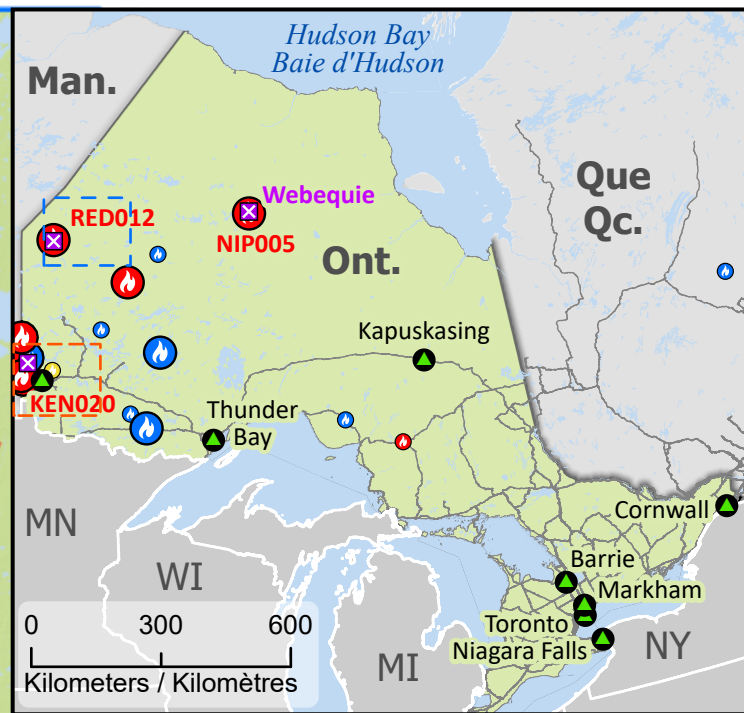 Hudson Bay
Baie d'Hudson
Man.
Que
Qc.
Webequie
RED012
NIP005
Ont.
Kapuskasing
KEN020
Thunder
Bay
Cornwall
MN
WI
Barrie
Markham
Toronto
Niagara Falls
NY
MI
0 300 600
Kilometers / Kilomètres